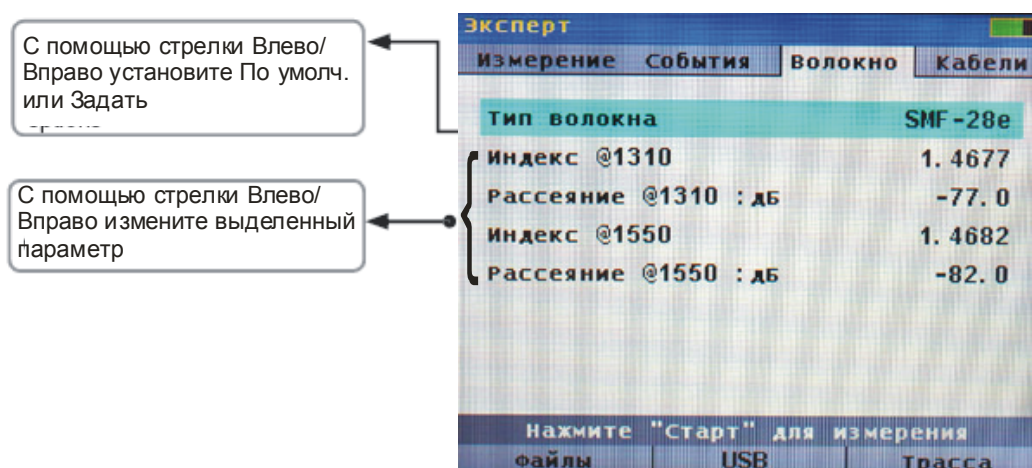 С помощью стрелки Влево/
Вправо установите По умолч.
или Задать
С помощью стрелки Влево/
Вправо измените выделенный
параметр
Эксперт
Измерение События Волокно Кабели
Тип волокна SMF-28e
Индекс @1310 1.4677
Рассеяние @1310 :дБ -77.0
Индекс @1550 1.4682
Рассеяние @1550 :дБ -82.0
Нажмите "Старт" для измерения
Файлы USB Трасса